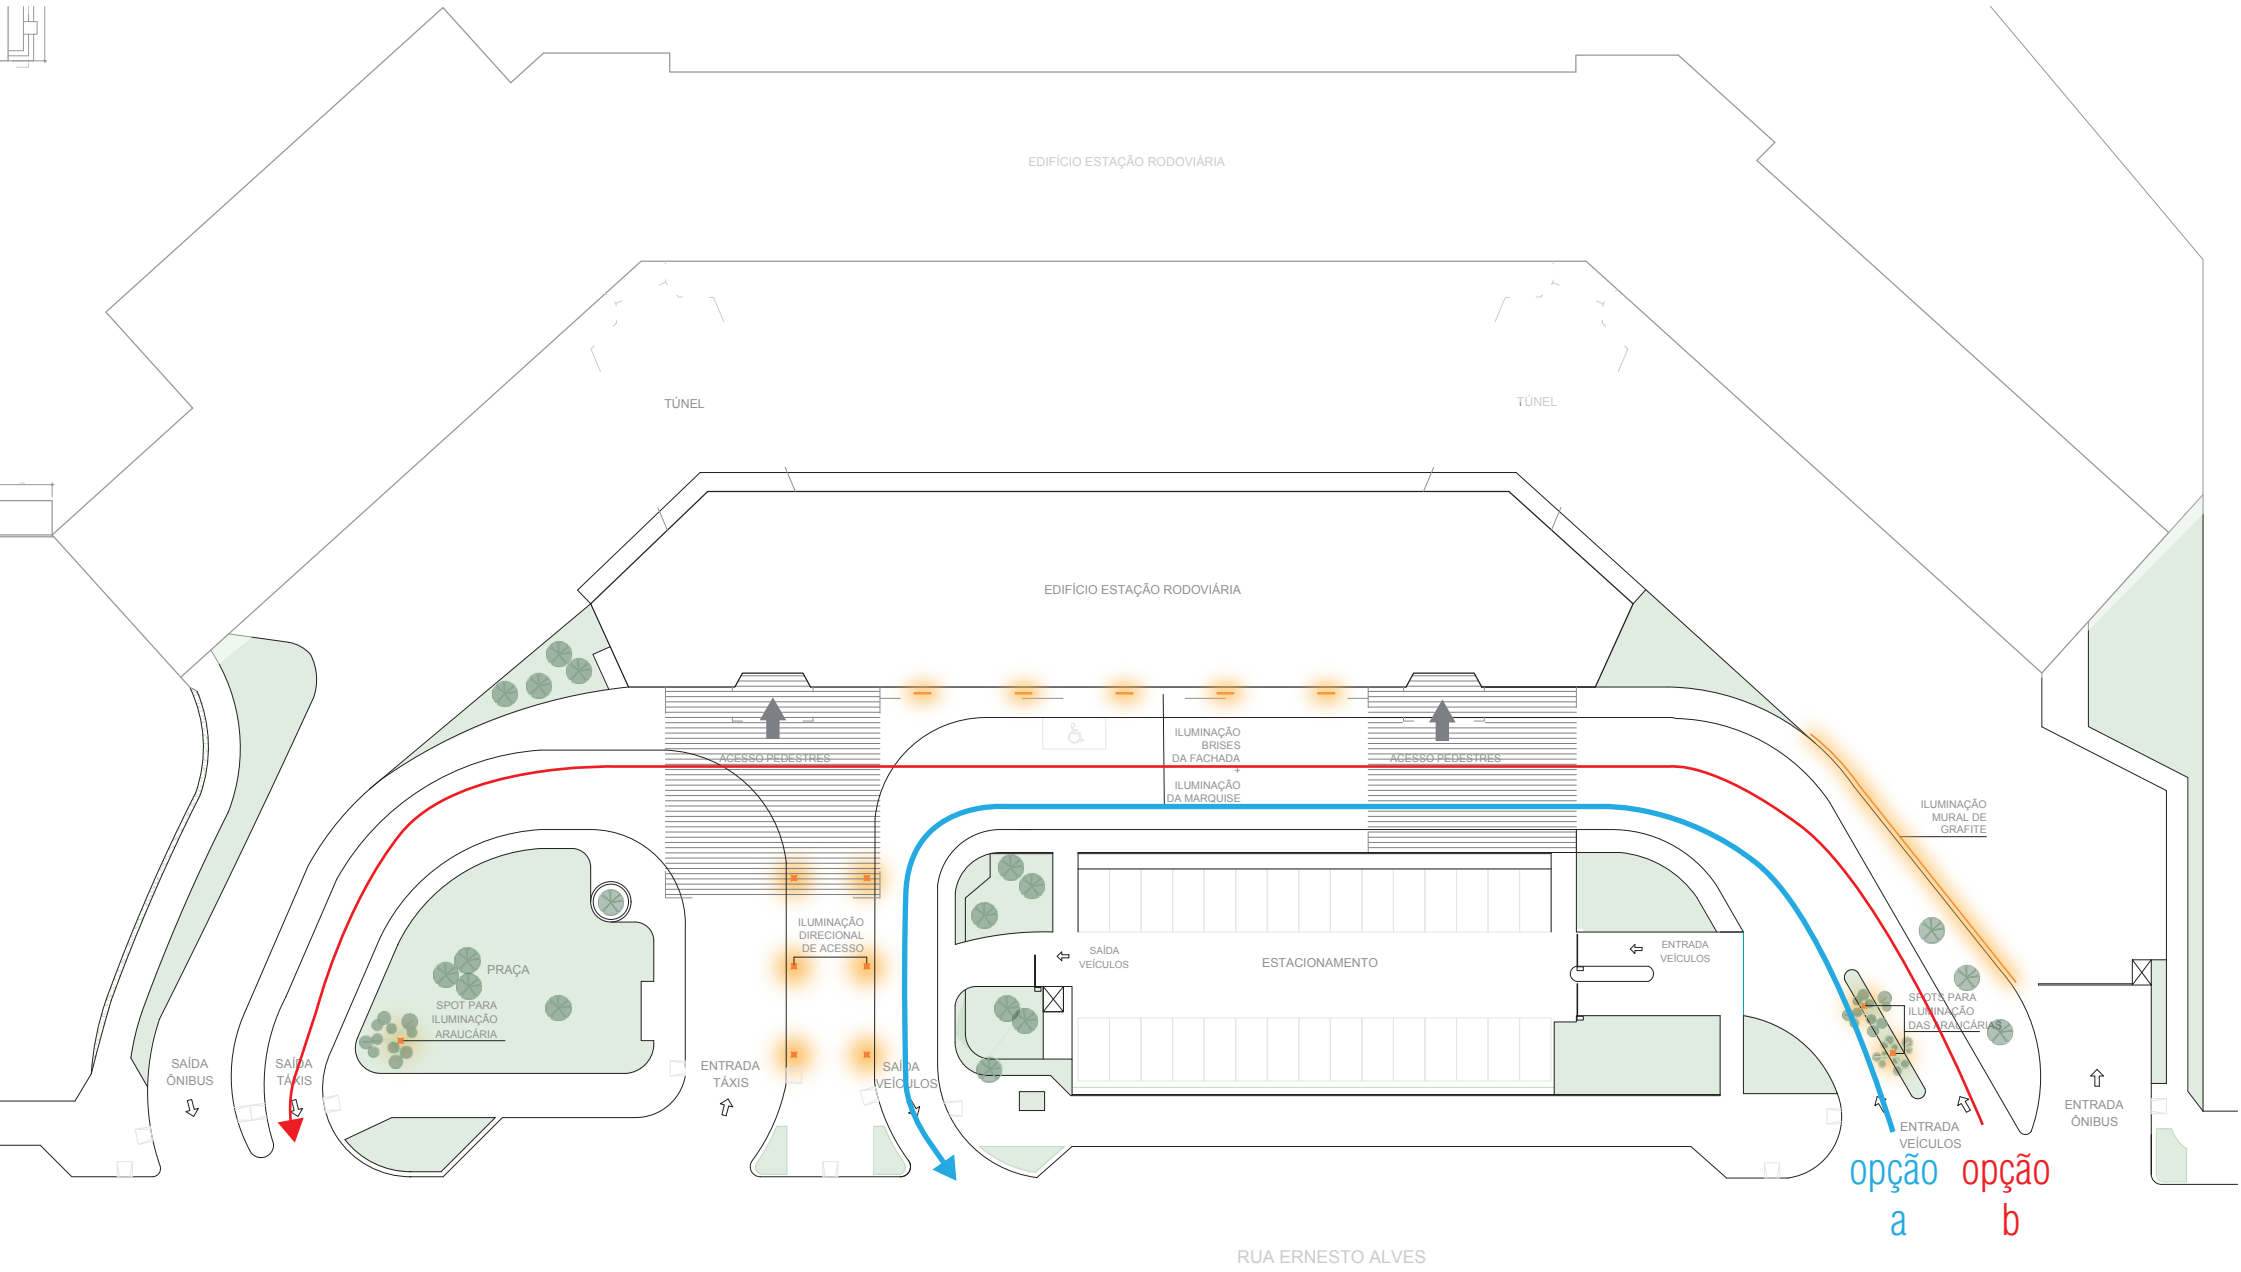 EDIFÍCIO ESTAÇÃO RODOVIÁRIA
TÚNEL
TÚNEL
EDIFÍCIO ESTAÇÃO RODOVIÁRIA
ILUMINAÇÃO
BRISES
DA FACHADA
+
ILUMINAÇÃO
DA MARQUISE
ACESSO PEDESTRES
ACESSO PEDESTRES
ILUMINAÇÃO
MURAL DE
GRAFITE
ILUMINAÇÃO
DIRECIONAL
DE ACESSO
SAÍDA
VEÍCULOS
ESTACIONAMENTO
ENTRADA
VEÍCULOS
PRAÇA
SPOT PARA
ILUMINAÇÃO
ARAUCÁRIA
SPOTS PARA
ILUMINAÇÃO
DAS ARAUCÁRIAS
SAÍDA
ÔNIBUS
SAÍDA
TÁXIS
ENTRADA
TÁXIS
SAÍDA
VEÍCULOS
ENTRADA
VEÍCULOS
ENTRADA
ÔNIBUS
opção
a
opção
b
RUA ERNESTO ALVES